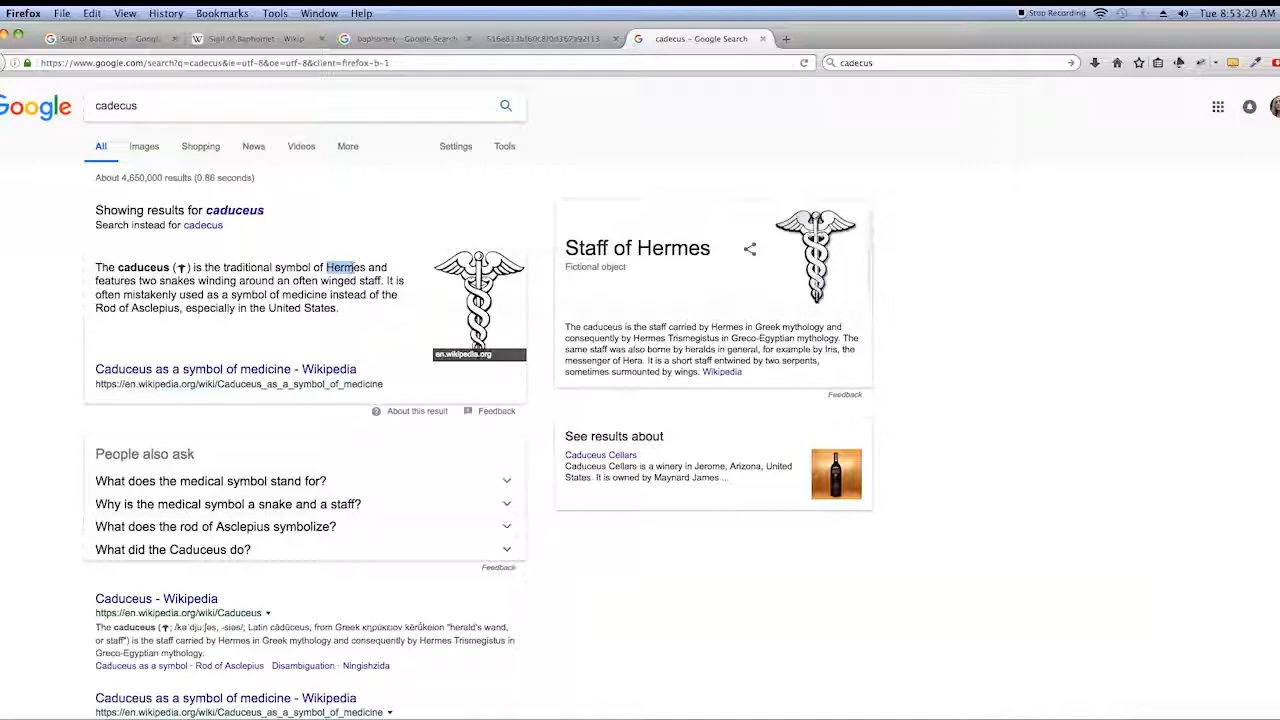 Firefox File Edit View History Bookmarks Tools Window Help Stop Recording Tue 8:53:20 AM
Sigil of Baphomet - Googl Sigil of Baphomet - Wikip baphomet - Google Search cadecus - Google Search
https://www.google.com/search?q=cadecus&ie=utf-8&oe=utf-8&client=firefox-b-1 cadecus
Google cadecus
All Images Shopping News Videos More Settings Tools
About 4,650,000 results (0.86 seconds)
Showing results for caduceus
Search instead for cadecus
The caduceus (☤) is the traditional symbol of Hermes and
features two snakes winding around an often winged staff. It is
often mistakenly used as a symbol of medicine instead of the
Rod of Asclepius, especially in the United States.
en.wikipedia.org
Caduceus as a symbol of medicine - Wikipedia
https://en.wikipedia.org/wiki/Caduceus_as_a_symbol_of_medicine
About this result Feedback
People also ask
What does the medical symbol stand for?
Why is the medical symbol a snake and a staff?
What does the rod of Asclepius symbolize?
What did the Caduceus do?
Feedback
Caduceus - Wikipedia
https://en.wikipedia.org/wiki/Caduceus
The caduceus (☤; /kəˈdjuːʃəs, -siəs/; Latin cādūceus, from Greek κηρύκειον kērū́keion "herald's wand,
or staff") is the staff carried by Hermes in Greek mythology and consequently by Hermes Trismegistus in
Greco-Egyptian mythology.
Caduceus as a symbol · Rod of Asclepius · Disambiguation · Ningishzida
Caduceus as a symbol of medicine - Wikipedia
https://en.wikipedia.org/wiki/Caduceus_as_a_symbol_of_medicine
Staff of Hermes
Fictional object
The caduceus is the staff carried by Hermes in Greek mythology and
consequently by Hermes Trismegistus in Greco-Egyptian mythology. The
same staff was also borne by heralds in general, for example by Iris, the
messenger of Hera. It is a short staff entwined by two serpents,
sometimes surmounted by wings. Wikipedia
Feedback
See results about
Caduceus Cellars
Caduceus Cellars is a winery in Jerome, Arizona, United
States. It is owned by Maynard James ...